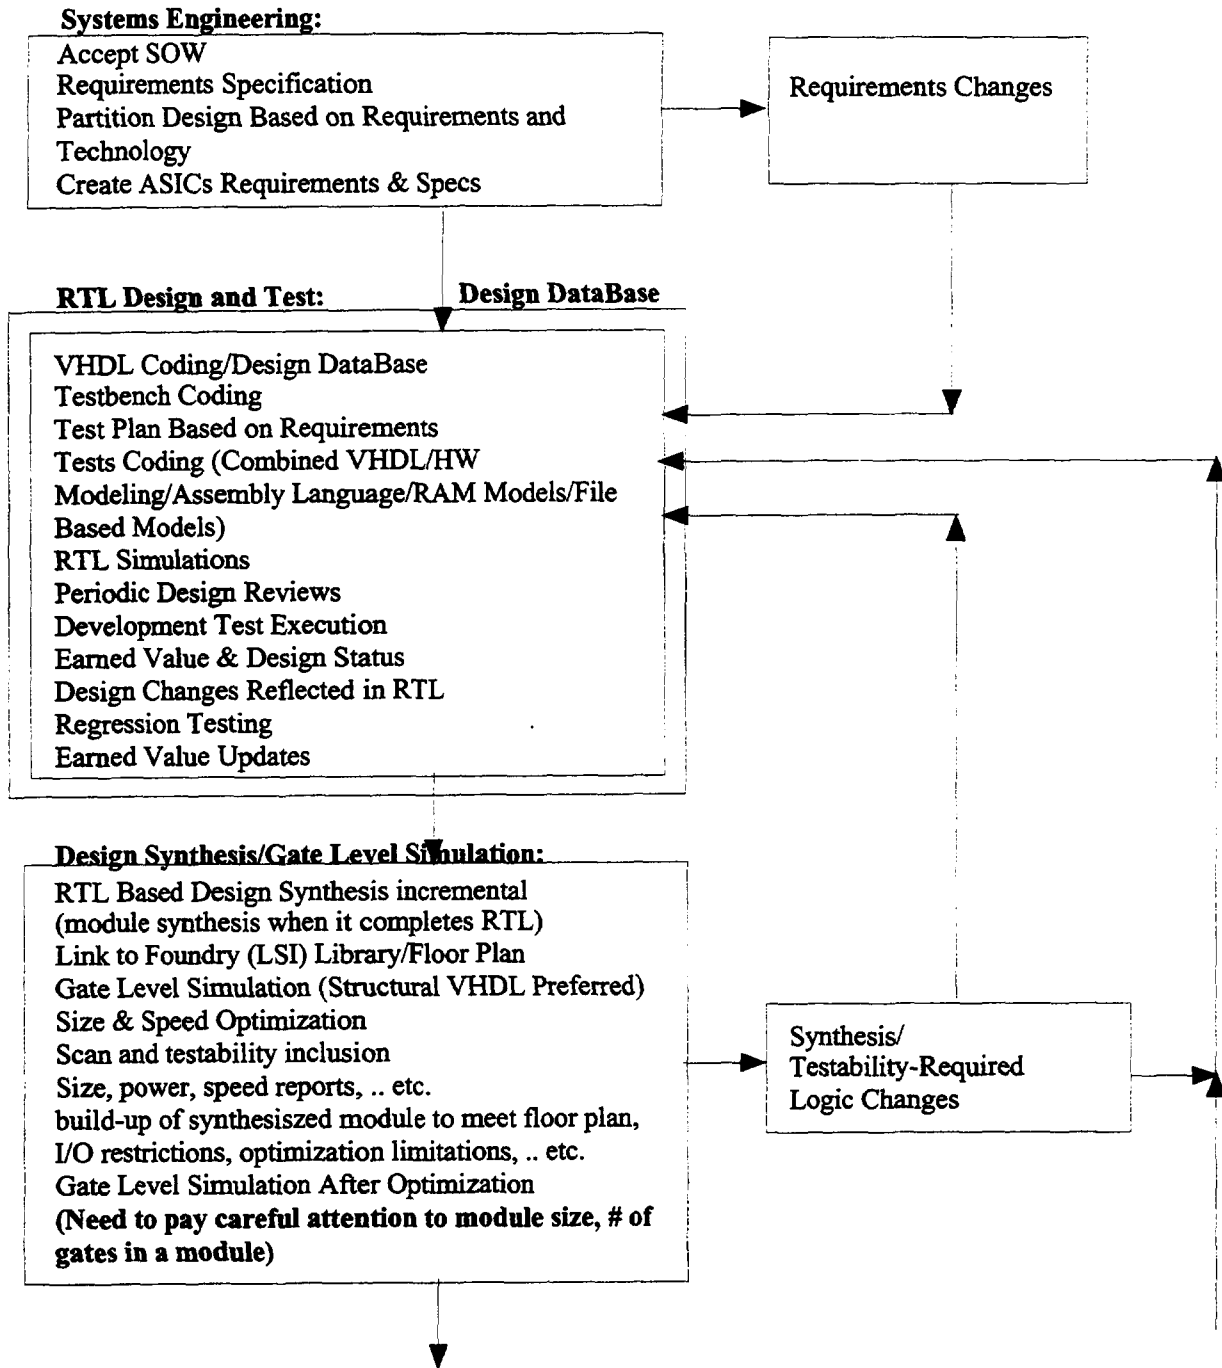 Systems Engineering:
Accept SOW
Requirements Specification
Partition Design Based on Requirements and
Technology
Create ASICs Requirements & Specs
Requirements Changes
RTL Design and Test:
Design DataBase
VHDL Coding/Design DataBase
Testbench Coding
Test Plan Based on Requirements
Tests Coding (Combined VHDL/HW
Modeling/Assembly Language/RAM Models/File
Based Models)
RTL Simulations
Periodic Design Reviews
Development Test Execution
Earned Value & Design Status
Design Changes Reflected in RTL
Regression Testing
Earned Value Updates
Design Synthesis/Gate Level Simulation:
RTL Based Design Synthesis incremental
(module synthesis when it completes RTL)
Link to Foundry (LSI) Library/Floor Plan
Gate Level Simulation (Structural VHDL Preferred)
Size & Speed Optimization
Scan and testability inclusion
Size, power, speed reports, .. etc.
build-up of synthesiszed module to meet floor plan,
I/O restrictions, optimization limitations, .. etc.
Gate Level Simulation After Optimization
(Need to pay careful attention to module size, # of
gates in a module)
Synthesis/
Testability-Required
Logic Changes